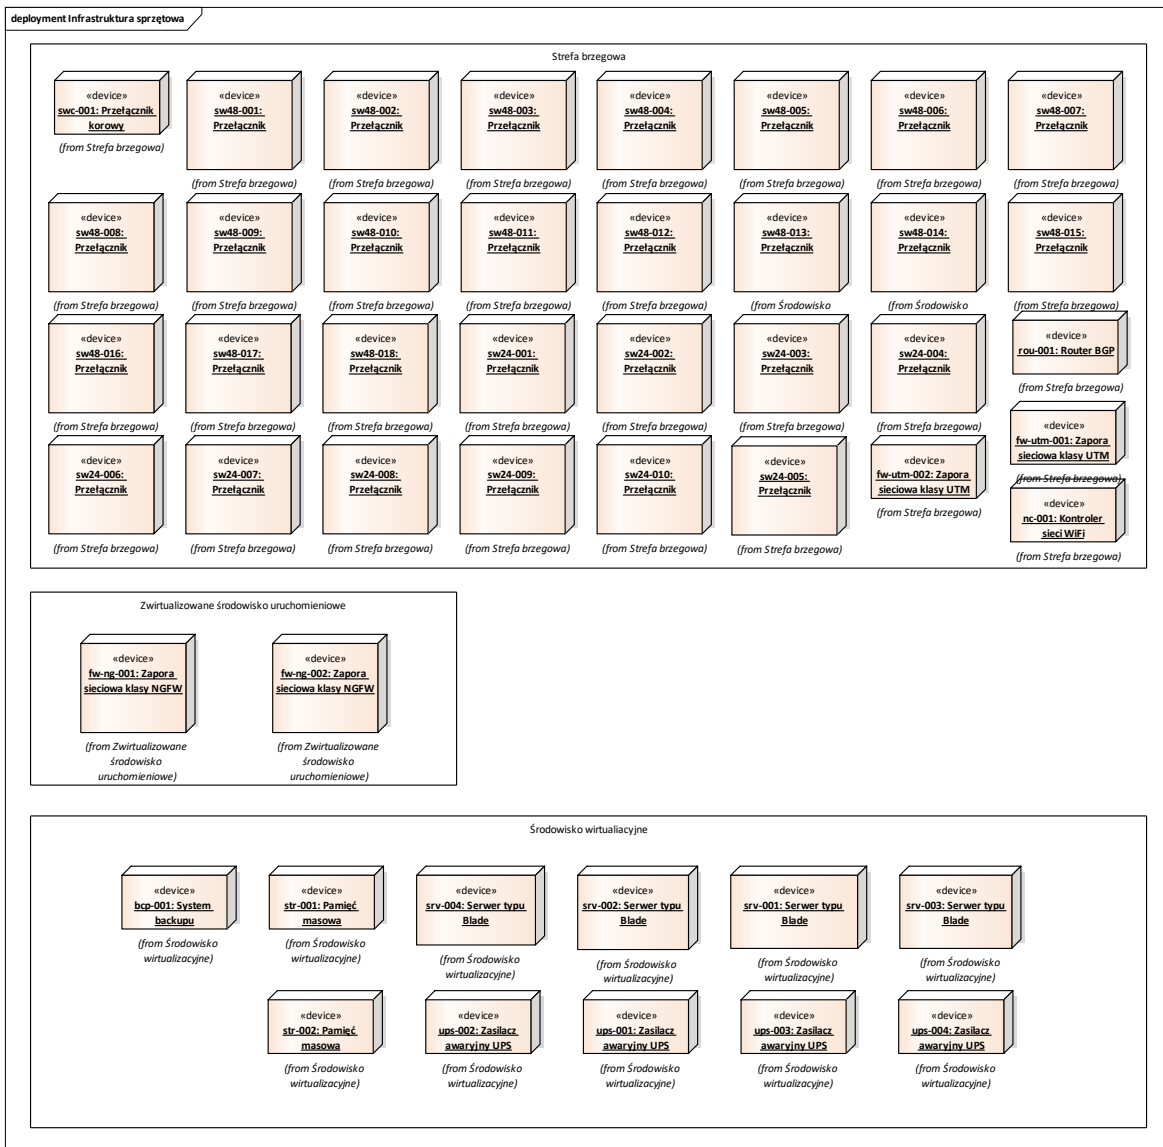 deployment Infrastruktura sprzętowa
Strefa brzegowa
«device»
swc-001: Przełącznik
korowy
(from Strefa brzegowa)
«device»
sw48-001:
Przełącznik
(from Strefa brzegowa)
«device»
sw48-002:
Przełącznik
(from Strefa brzegowa)
«device»
sw48-003:
Przełącznik
(from Strefa brzegowa)
«device»
sw48-004:
Przełącznik
(from Strefa brzegowa)
«device»
sw48-005:
Przełącznik
(from Strefa brzegowa)
«device»
sw48-006:
Przełącznik
(from Strefa brzegowa)
«device»
sw48-007:
Przełącznik
(from Strefa brzegowa)
«device»
sw48-008:
Przełącznik
(from Strefa brzegowa)
«device»
sw48-009:
Przełącznik
(from Strefa brzegowa)
«device»
sw48-010:
Przełącznik
(from Strefa brzegowa)
«device»
sw48-011:
Przełącznik
(from Strefa brzegowa)
«device»
sw48-012:
Przełącznik
(from Strefa brzegowa)
«device»
sw48-013:
Przełącznik
(from Środowisko
«device»
sw48-014:
Przełącznik
(from Środowisko
«device»
sw48-015:
Przełącznik
(from Strefa brzegowa)
«device»
sw48-016:
Przełącznik
(from Strefa brzegowa)
«device»
sw48-017:
Przełącznik
(from Strefa brzegowa)
«device»
sw48-018:
Przełącznik
(from Strefa brzegowa)
«device»
sw24-001:
Przełącznik
(from Strefa brzegowa)
«device»
sw24-002:
Przełącznik
(from Strefa brzegowa)
«device»
sw24-003:
Przełącznik
(from Strefa brzegowa)
«device»
sw24-004:
Przełącznik
(from Strefa brzegowa)
«device»
rou-001: Router BGP
(from Strefa brzegowa)
«device»
fw-utm-001: Zapora
sieciowa klasy UTM
(from Strefa brzegowa)
«device»
sw24-006:
Przełącznik
(from Strefa brzegowa)
«device»
sw24-007:
Przełącznik
(from Strefa brzegowa)
«device»
sw24-008:
Przełącznik
(from Strefa brzegowa)
«device»
sw24-009:
Przełącznik
(from Strefa brzegowa)
«device»
sw24-010:
Przełącznik
(from Strefa brzegowa)
«device»
sw24-005:
Przełącznik
(from Strefa brzegowa)
«device»
fw-utm-002: Zapora
sieciowa klasy UTM
(from Strefa brzegowa)
«device»
nc-001: Kontroler
sieci WiFi
(from Strefa brzegowa)
Zwirtualizowane środowisko uruchomieniowe
«device»
fw-ng-001: Zapora
sieciowa klasy NGFW
(from Zwirtualizowane
środowisko
uruchomieniowe)
«device»
fw-ng-002: Zapora
sieciowa klasy NGFW
(from Zwirtualizowane
środowisko
uruchomieniowe)
Środowisko wirtualiacyjne
«device»
bcp-001: System
backupu
(from Środowisko
wirtualizacyjne)
«device»
str-001: Pamięć
masowa
(from Środowisko
wirtualizacyjne)
«device»
srv-004: Serwer typu
Blade
(from Środowisko
wirtualizacyjne)
«device»
srv-002: Serwer typu
Blade
(from Środowisko
wirtualizacyjne)
«device»
srv-001: Serwer typu
Blade
(from Środowisko
wirtualizacyjne)
«device»
srv-003: Serwer typu
Blade
(from Środowisko
wirtualizacyjne)
«device»
str-002: Pamięć
masowa
(from Środowisko
wirtualizacyjne)
«device»
ups-002: Zasilacz
awaryjny UPS
(from Środowisko
wirtualizacyjne)
«device»
ups-001: Zasilacz
awaryjny UPS
(from Środowisko
wirtualizacyjne)
«device»
ups-003: Zasilacz
awaryjny UPS
(from Środowisko
wirtualizacyjne)
«device»
ups-004: Zasilacz
awaryjny UPS
(from Środowisko
wirtualizacyjne)